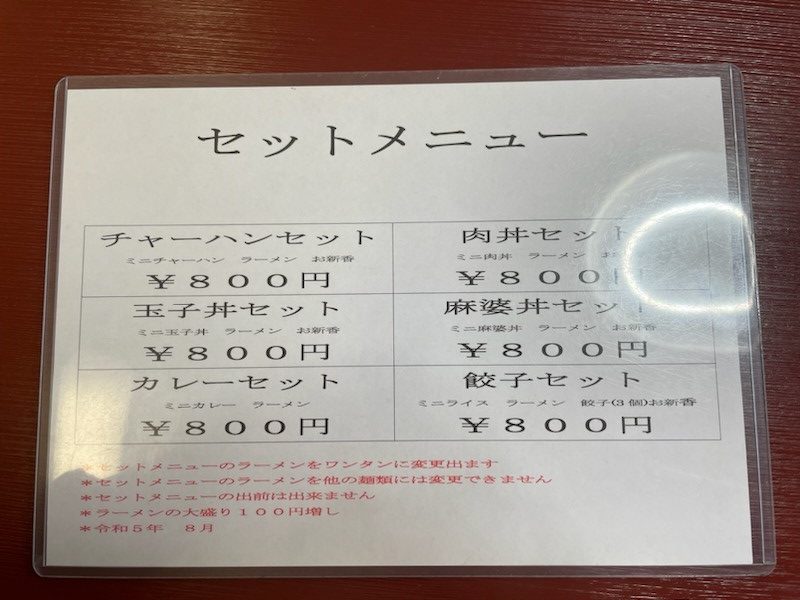 セットメニュー
チャーハンセット
ミニチャーハン ラーメン お新香
￥８００円
肉丼セット
ミニ肉丼 ラーメン お
￥８００円
玉子丼セット
ミニ玉子丼 ラーメン お新香
￥８００円
麻婆丼セット
ミニ麻婆丼 ラーメン お新香
￥８００円
カレーセット
ミニカレー ラーメン
￥８００円
餃子セット
ミニライス ラーメン 餃子(3個)お新香
￥８００円
＊セットメニューのラーメンをワンタンに変更出ます
＊セットメニューのラーメンを他の麺類には変更できません
＊セットメニューの出前は出来ません
＊ラーメンの大盛り１００円増し
＊令和５年 ８月